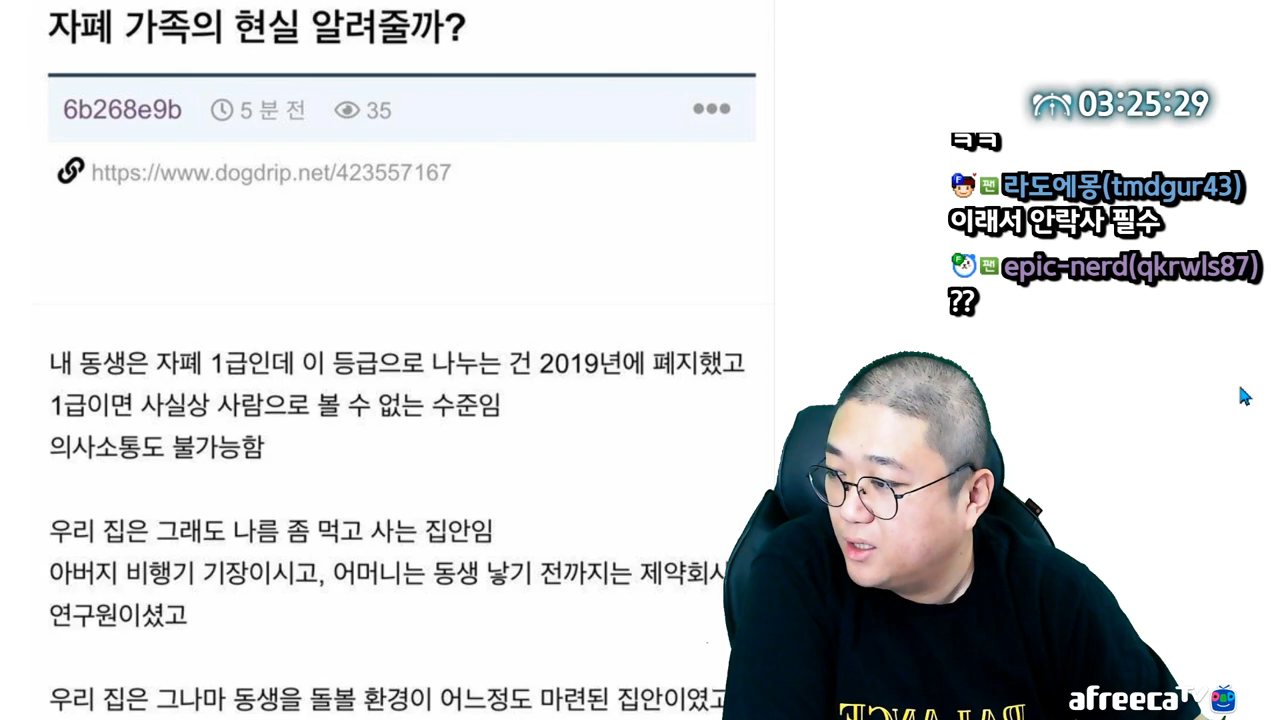 자폐 가족의 현실 알려줄까?
6b268e9b 5 분 전 35
https://www.dogdrip.net/423557167
내 동생은 자폐 1급인데 이 등급으로 나누는 건 2019년에 폐지했고
1급이면 사실상 사람으로 볼 수 없는 수준임
의사소통도 불가능함
우리 집은 그래도 나름 좀 먹고 사는 집안임
아버지 비행기 기장이시고, 어머니는 동생 낳기 전까지는 제약회사
연구원이셨고
우리 집은 그나마 동생을 돌볼 환경이 어느정도 마련된 집안이였고
03:25:29
ㅋㅋ
팬 라도에몽(tmdgur43)
이래서 안락사 필수
팬 epic-nerd(qkrwls87)
??
BALANCE
afreecaTV